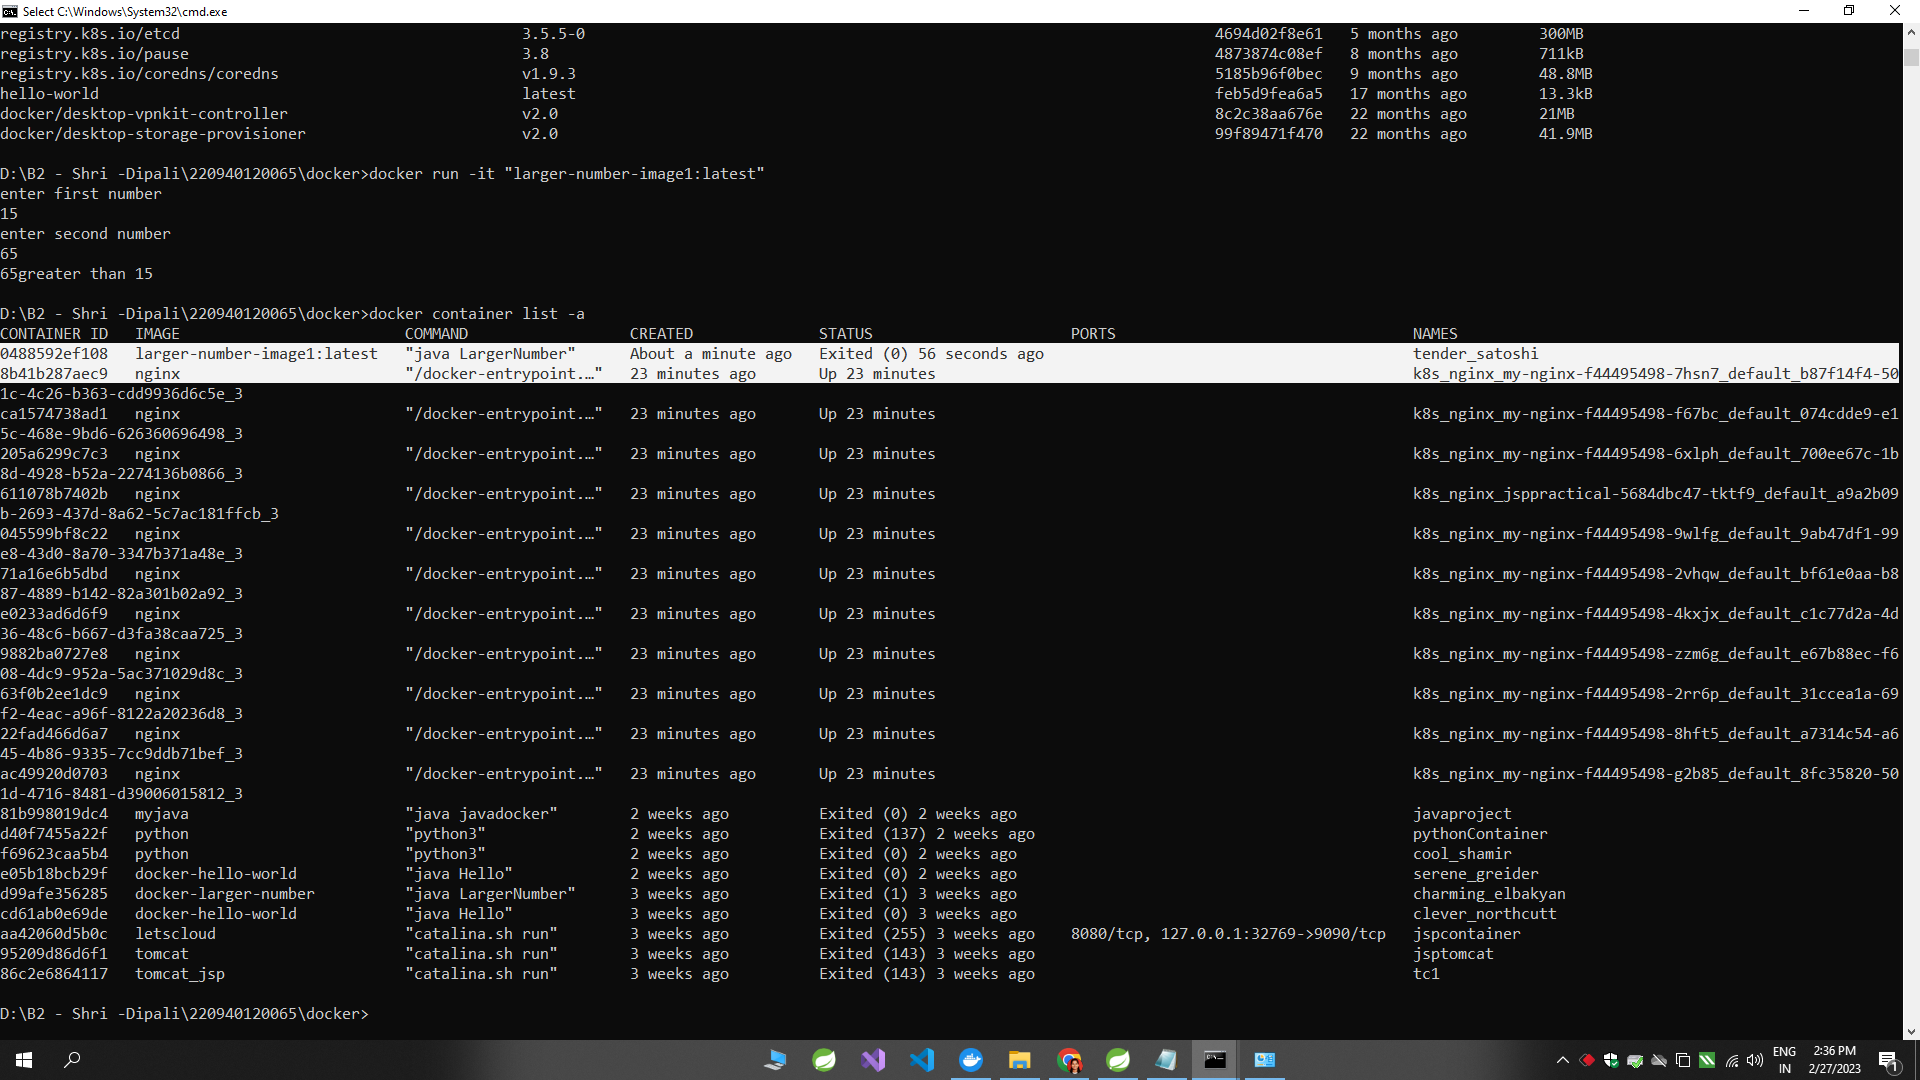 Select C:\Windows\System32\cmd.exe
registry.k8s.io/etcd 3.5.5-0 4694d02f8e61 5 months ago 300MB
registry.k8s.io/pause 3.8 4873874c08ef 8 months ago 711kB
registry.k8s.io/coredns/coredns v1.9.3 5185b96f0bec 9 months ago 48.8MB
hello-world latest feb5d9fea6a5 17 months ago 13.3kB
docker/desktop-vpnkit-controller v2.0 8c2c38aa676e 22 months ago 21MB
docker/desktop-storage-provisioner v2.0 99f89471f470 22 months ago 41.9MB
D:\B2 - Shri -Dipali\220940120065\docker>docker run -it "larger-number-image1:latest"
enter first number
15
enter second number
65
65greater than 15
D:\B2 - Shri -Dipali\220940120065\docker>docker container list -a
CONTAINER ID IMAGE COMMAND CREATED STATUS PORTS NAMES
0488592ef108 larger-number-image1:latest "java LargerNumber" About a minute ago Exited (0) 56 seconds ago tender_satoshi
8b41b287aec9 nginx "/docker-entrypoint.…" 23 minutes ago Up 23 minutes k8s_nginx_my-nginx-f44495498-7hsn7_default_b87f14f4-50
1c-4c26-b363-cdd9936d6c5e_3
ca1574738ad1 nginx "/docker-entrypoint.…" 23 minutes ago Up 23 minutes k8s_nginx_my-nginx-f44495498-f67bc_default_074cdde9-e1
5c-468e-9bd6-626360696498_3
205a6299c7c3 nginx "/docker-entrypoint.…" 23 minutes ago Up 23 minutes k8s_nginx_my-nginx-f44495498-6xlph_default_700ee67c-1b
8d-4928-b52a-2274136b0866_3
611078b7402b nginx "/docker-entrypoint.…" 23 minutes ago Up 23 minutes k8s_nginx_jsppractical-5684dbc47-tktf9_default_a9a2b09
b-2693-437d-8a62-5c7ac181ffcb_3
045599bf8c22 nginx "/docker-entrypoint.…" 23 minutes ago Up 23 minutes k8s_nginx_my-nginx-f44495498-9wlfg_default_9ab47df1-99
e8-43d0-8a70-3347b371a48e_3
71a16e6b5dbd nginx "/docker-entrypoint.…" 23 minutes ago Up 23 minutes k8s_nginx_my-nginx-f44495498-2vhqw_default_bf61e0aa-b8
87-4889-b142-82a301b02a92_3
e0233ad6d6f9 nginx "/docker-entrypoint.…" 23 minutes ago Up 23 minutes k8s_nginx_my-nginx-f44495498-4kxjx_default_c1c77d2a-4d
36-48c6-b667-d3fa38caa725_3
9882ba0727e8 nginx "/docker-entrypoint.…" 23 minutes ago Up 23 minutes k8s_nginx_my-nginx-f44495498-zzm6g_default_e67b88ec-f6
08-4dc9-952a-5ac371029d8c_3
63f0b2ee1dc9 nginx "/docker-entrypoint.…" 23 minutes ago Up 23 minutes k8s_nginx_my-nginx-f44495498-2rr6p_default_31ccea1a-69
f2-4eac-a96f-8122a20236d8_3
22fad466d6a7 nginx "/docker-entrypoint.…" 23 minutes ago Up 23 minutes k8s_nginx_my-nginx-f44495498-8hft5_default_a7314c54-a6
45-4b86-9335-7cc9ddb71bef_3
ac49920d0703 nginx "/docker-entrypoint.…" 23 minutes ago Up 23 minutes k8s_nginx_my-nginx-f44495498-g2b85_default_8fc35820-50
1d-4716-8481-d39006015812_3
81b998019dc4 myjava "java javadocker" 2 weeks ago Exited (0) 2 weeks ago javaproject
d40f7455a22f python "python3" 2 weeks ago Exited (137) 2 weeks ago pythonContainer
f69623caa5b4 python "python3" 2 weeks ago Exited (0) 2 weeks ago cool_shamir
e05b18bcb29f docker-hello-world "java Hello" 2 weeks ago Exited (0) 2 weeks ago serene_greider
d99afe356285 docker-larger-number "java LargerNumber" 3 weeks ago Exited (1) 3 weeks ago charming_elbakyan
cd61ab0e69de docker-hello-world "java Hello" 3 weeks ago Exited (0) 3 weeks ago clever_northcutt
aa42060d5b0c letscloud "catalina.sh run" 3 weeks ago Exited (255) 3 weeks ago 8080/tcp, 127.0.0.1:32769->9090/tcp jspcontainer
95209d86d6f1 tomcat "catalina.sh run" 3 weeks ago Exited (143) 3 weeks ago jsptomcat
86c2e6864117 tomcat_jsp "catalina.sh run" 3 weeks ago Exited (143) 3 weeks ago tc1
D:\B2 - Shri -Dipali\220940120065\docker>
ENG 2:36 PM
IN 2/27/2023 1